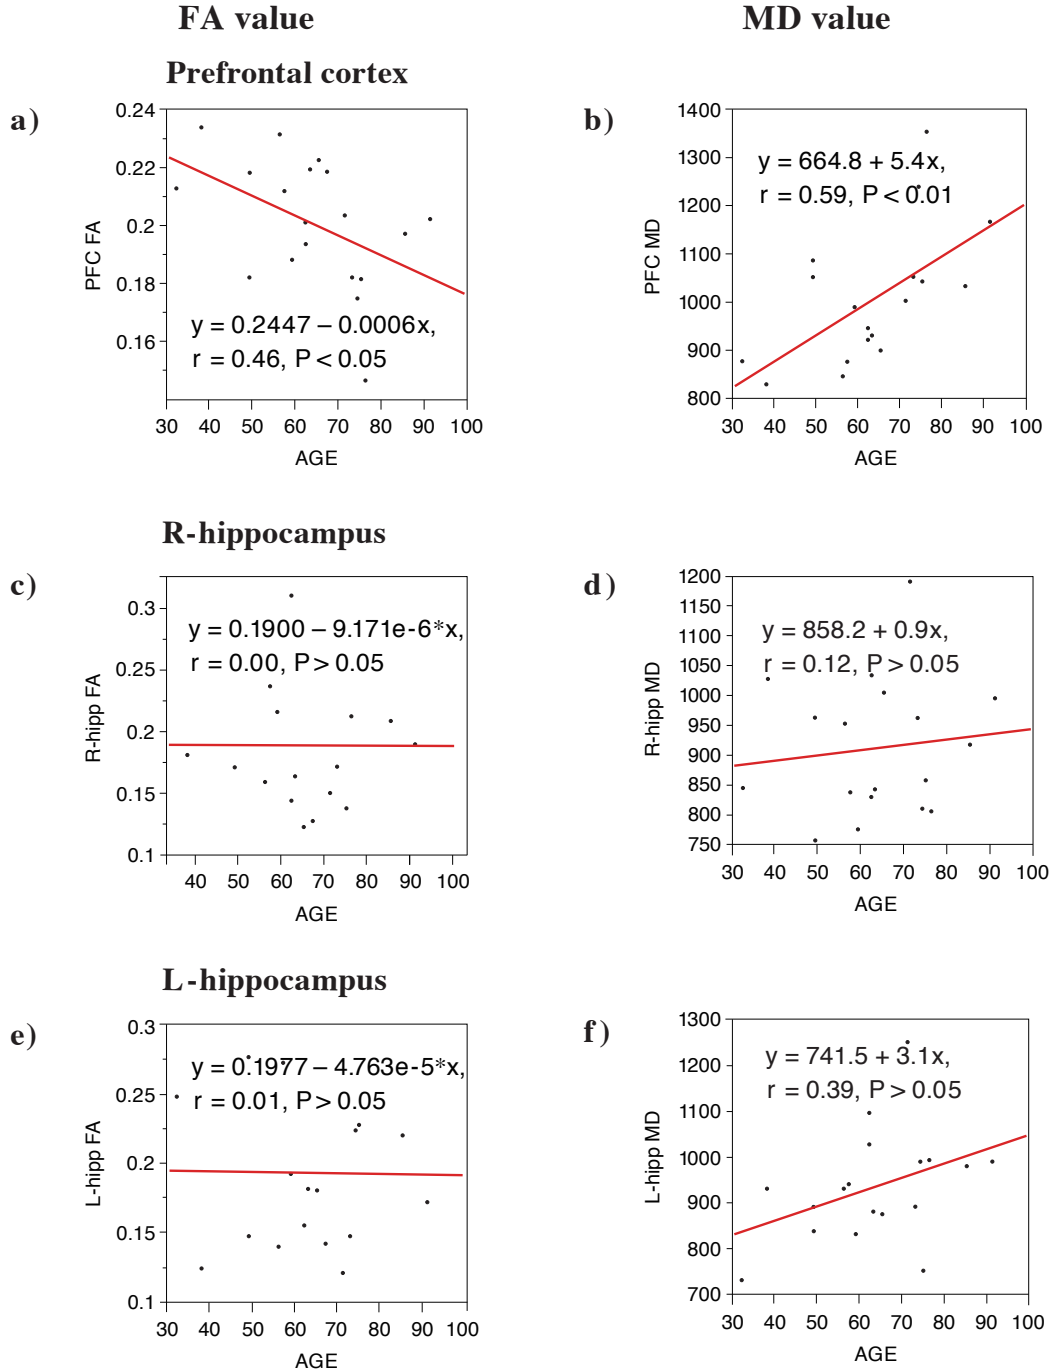 FA value
MD value
Prefrontal cortex
a)
0.24
0.22
0.2
0.18
0.16
PFC FA
y = 0.2447 – 0.0006x,
r = 0.46, P < 0.05
30 40 50 60 70 80 90 100
AGE
b)
1400
1300
1200
1100
1000
900
800
PFC MD
y = 664.8 + 5.4x,
r = 0.59, P < 0.01
30 40 50 60 70 80 90 100
AGE
R-hippocampus
c)
0.3
0.25
0.2
0.15
0.1
R-hipp FA
y = 0.1900 – 9.171e-6*x,
r = 0.00, P > 0.05
40 50 60 70 80 90 100
AGE
d)
1200
1150
1100
1050
1000
950
900
850
800
750
R-hipp MD
y = 858.2 + 0.9x,
r = 0.12, P > 0.05
30 40 50 60 70 80 90 100
AGE
L-hippocampus
e)
0.3
0.25
0.2
0.15
0.1
L-hipp FA
y = 0.1977 – 4.763e-5*x,
r = 0.01, P > 0.05
30 40 50 60 70 80 90 100
AGE
f)
1300
1200
1100
1000
900
800
700
L-hipp MD
y = 741.5 + 3.1x,
r = 0.39, P > 0.05
30 40 50 60 70 80 90 100
AGE